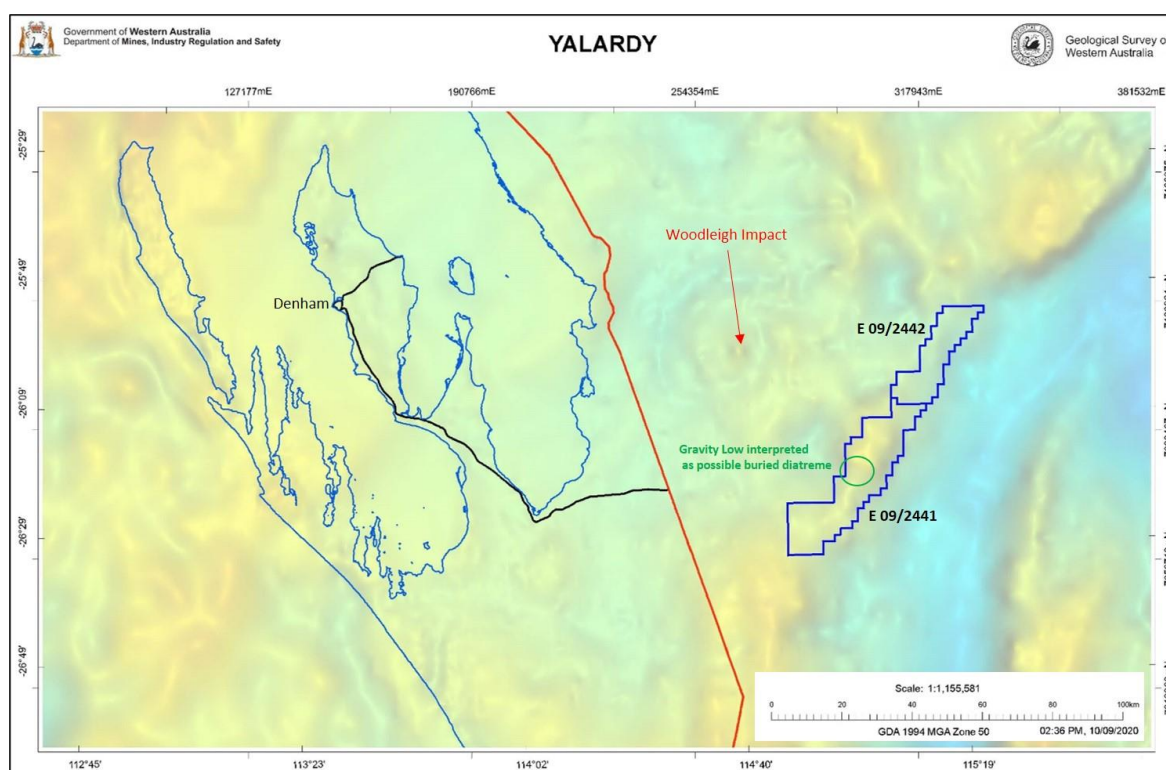 Government of Western Australia
Department of Mines, Industry Regulation and Safety
YALARDY
Geological Survey of
Western Australia
127177mE
190766mE
254354mE
317943mE
381532mE
-25°29'
-25°49'
-26°09'
-26°29'
-26°49'
Woodleigh Impact
Denham
E 09/2442
Gravity Low interpreted
as possible buried diatreme
E 09/2441
Scale: 1:1,155,581
0 20 40 60 80 100km
GDA 1994 MGA Zone 50
02:36 PM, 10/09/2020
112°45'
113°23'
114°02'
114°40'
115°19'